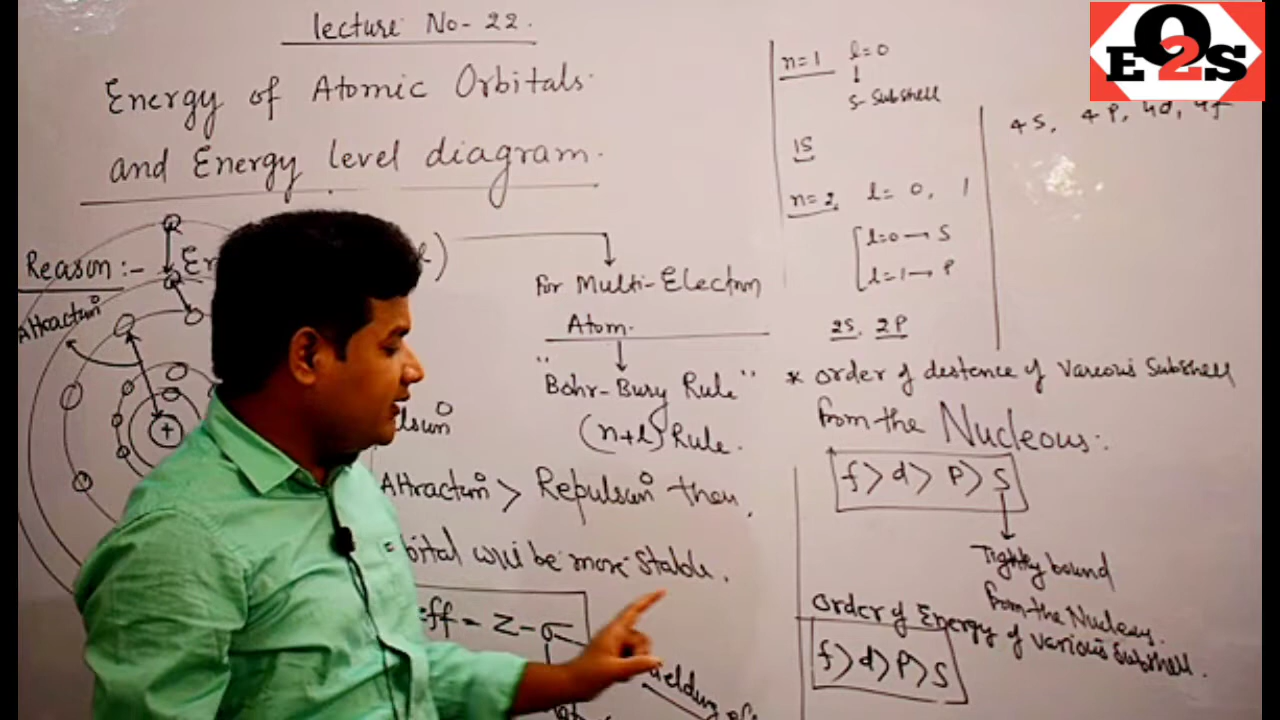 lecture No- 22.
Energy of Atomic Orbitals
and Energy level diagram.
Reason:-
Attraction
+
For Multi-Electron
Atom.
"Bohr-Bury Rule"
(n+l) Rule.
Attraction > Repulsion then,
will be more stable.
eff = Z-σ
n=1 l=0
s-Subshell
1S
n=2, l= 0, 1
l=0 → S
l=1 → P
2S, 2P
EO2S
4S, 4P, 4d, 4f
* Order of destence of Vareous Subshell
from the Nucleous:
f > d > P > S
Tightly bound
from the Nucleus.
Order of Energy of Various Subshell.
f > d > P > S